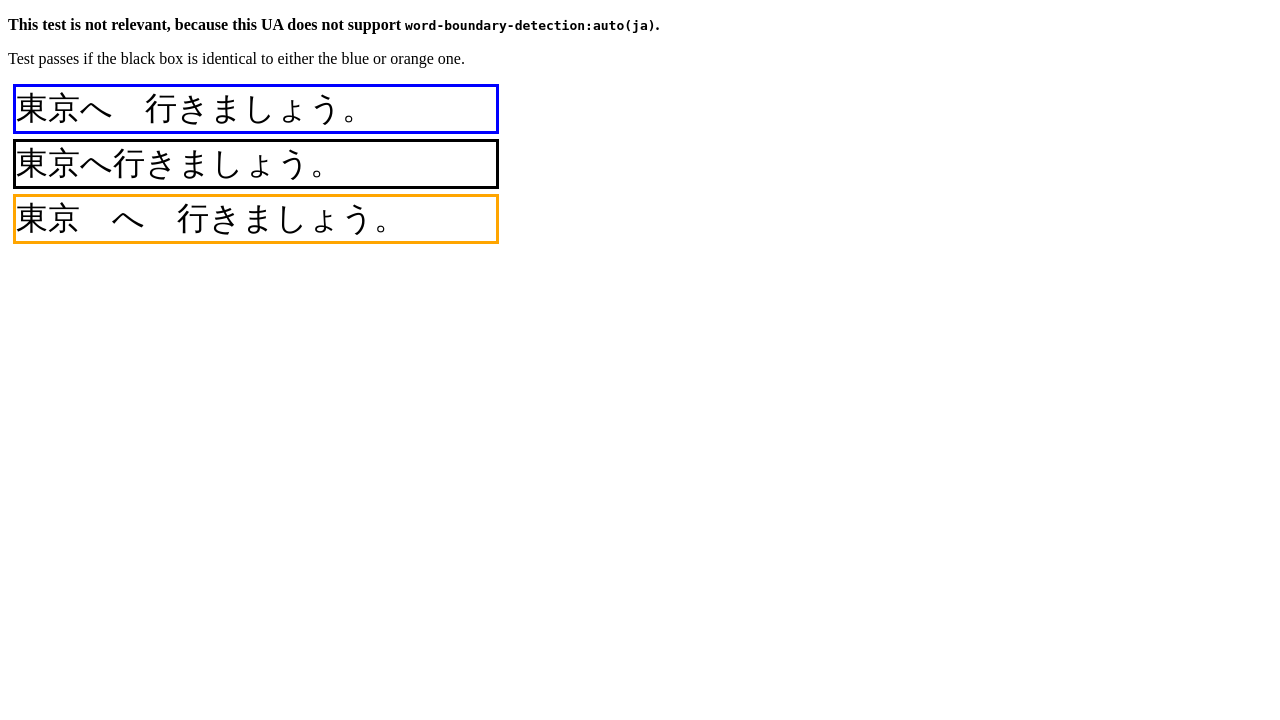 This test is not relevant, because this UA does not support word-boundary-detection:auto(ja).
Test passes if the black box is identical to either the blue or orange one.
東京へ　行きましょう。
東京へ行きましょう。
東京　へ　行きましょう。